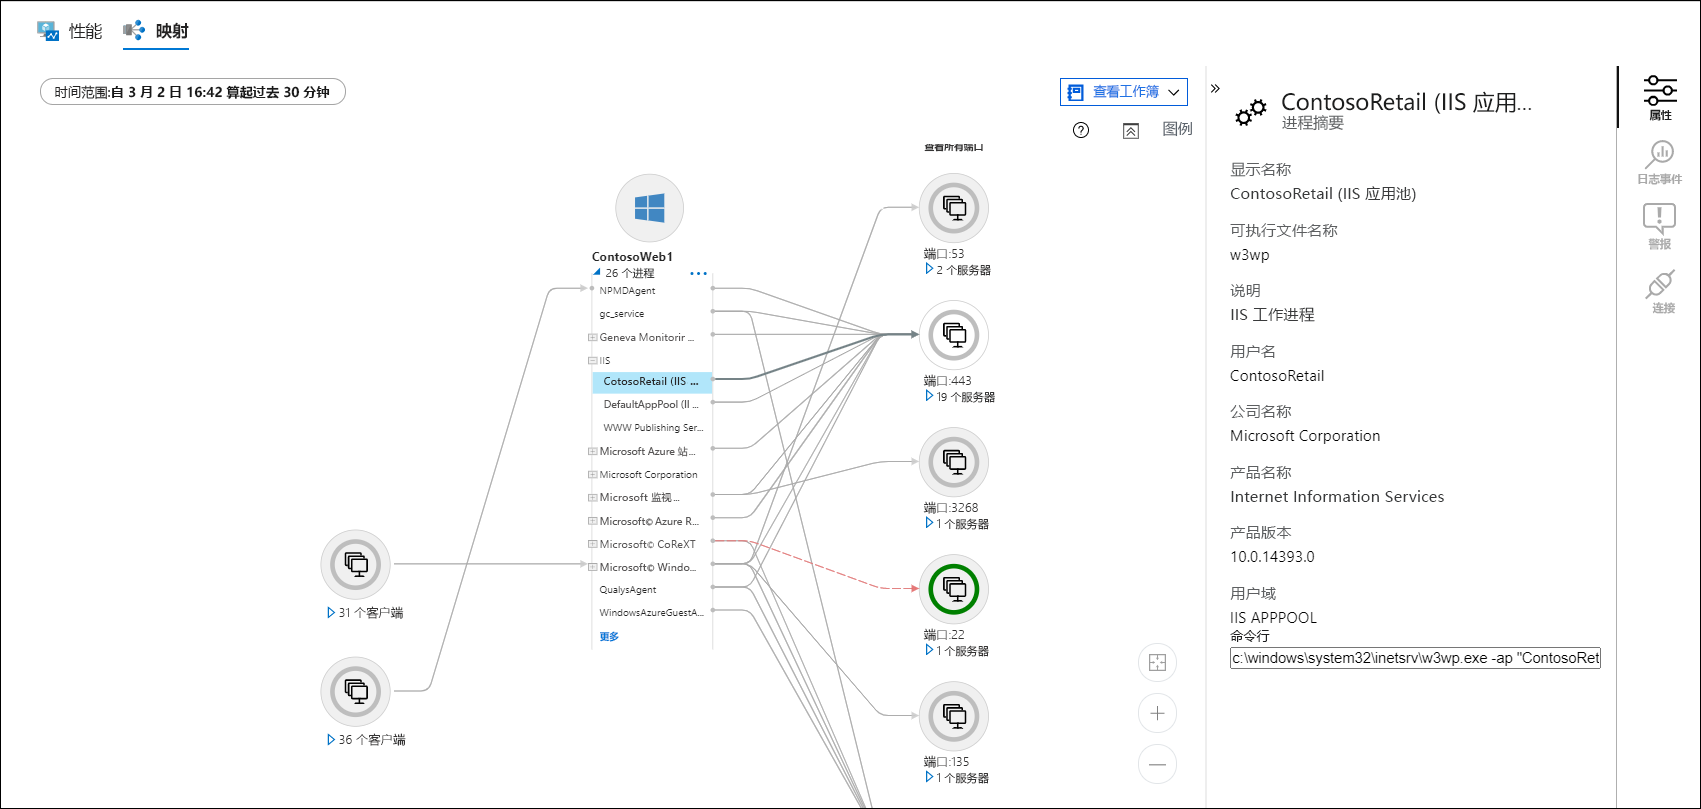 性能
映射
时间范围:自 3 月 2 日 16:42 算起过去 30 分钟
查看工作簿
图例
查看所有端口
ContosoWeb1
26 个进程
NPMDAgent
gc_service
Geneva Monitorir ...
IIS
CotosoRetail (IIS ...
DefaultAppPool (II ...
WWW Publishing Ser...
Microsoft Azure 站...
Microsoft Corporation
Microsoft 监视...
Microsoft© Azure R...
Microsoft© CoReXT
Microsoft© Windo...
QualysAgent
WindowsAzureGuestA...
更多
31 个客户端
36 个客户端
端口:53
2 个服务器
端口:443
19 个服务器
端口:3268
1 个服务器
端口:22
1 个服务器
端口:135
1 个服务器
ContosoRetail (IIS 应用...
进程摘要
显示名称
ContosoRetail (IIS 应用池)
可执行文件名称
w3wp
说明
IIS 工作进程
用户名
ContosoRetail
公司名称
Microsoft Corporation
产品名称
Internet Information Services
产品版本
10.0.14393.0
用户域
IIS APPPOOL
命令行
c:\windows\system32\inetsrv\w3wp.exe -ap "ContosoRet
属性
日志事件
警报
连接